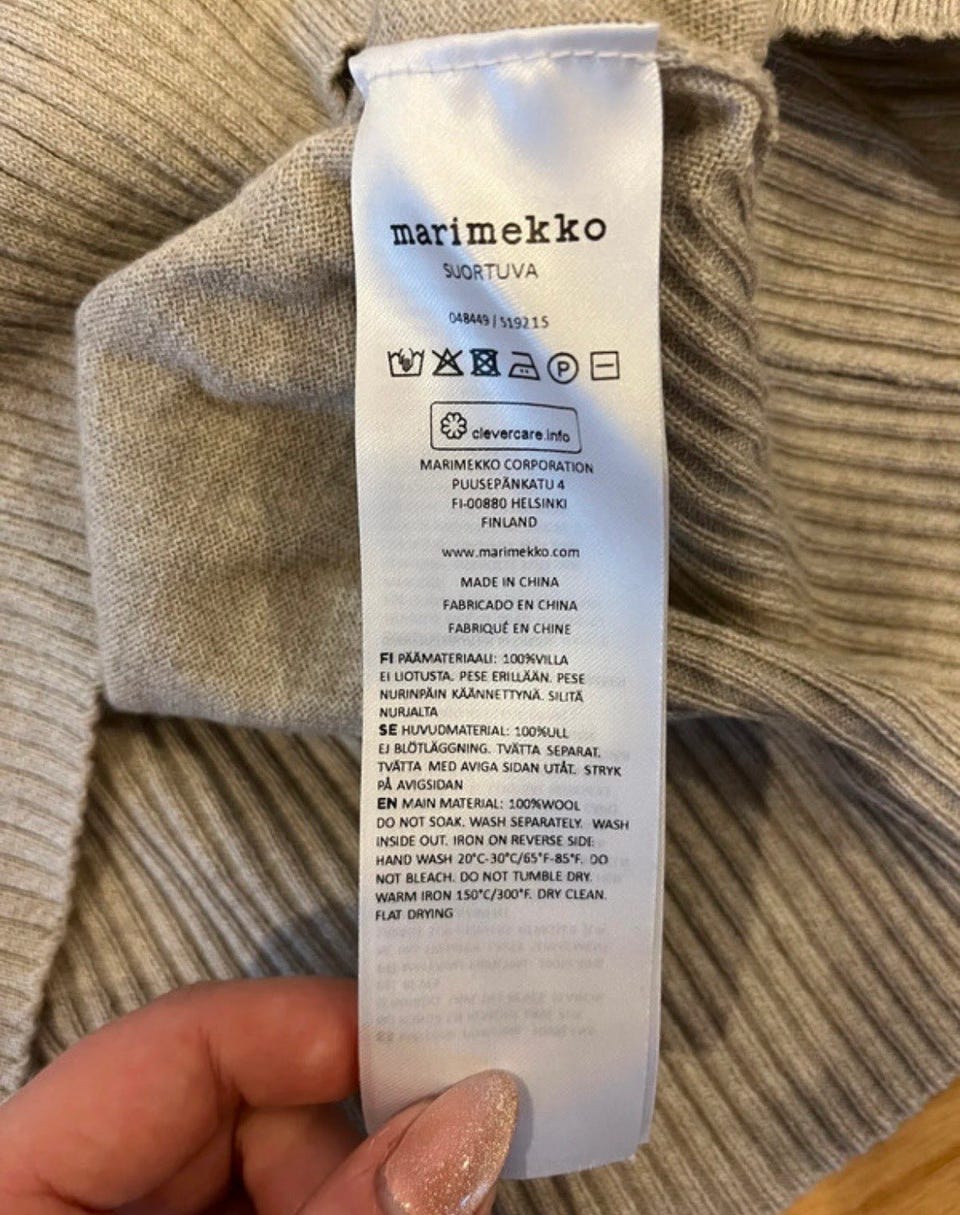 marimekko
SUORTUVA
048449 / 519215
P
clevercare.info
MARIMEKKO CORPORATION
PUUSEPÄNKATU 4
FI-00880 HELSINKI
FINLAND
www.marimekko.com
MADE IN CHINA
FABRICADO EN CHINA
FABRIQUÉ EN CHINE
FI PÄÄMATERIAALI: 100%VILLA
EI LIOTUSTA. PESE ERILLÄÄN. PESE
NURINPÄIN KÄÄNNETTYNÄ. SILITÄ
NURJALTA
SE HUVUDMATERIAL: 100%ULL
EJ BLÖTLÄGGNING. TVÄTTA SEPARAT.
TVÄTTA MED AVIGA SIDAN UTÅT. STRYK
PÅ AVIGSIDAN
EN MAIN MATERIAL: 100%WOOL
DO NOT SOAK. WASH SEPARATELY. WASH
INSIDE OUT. IRON ON REVERSE SIDE.
HAND WASH 20°C-30°C/65°F-85°F. DO
NOT BLEACH. DO NOT TUMBLE DRY.
WARM IRON 150°C/300°F. DRY CLEAN.
FLAT DRYING